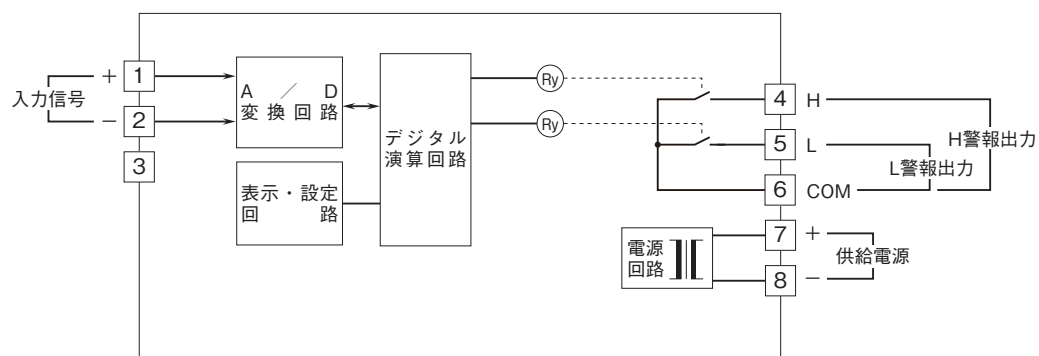 入力信号
+
1
−
2
3
A ／ D
変換回路
表示・設定
回 路
デジタル
演算回路
Ry
Ry
4 H
5 L
6 COM
H警報出力
L警報出力
電源
回路
7 +
8 −
供給電源